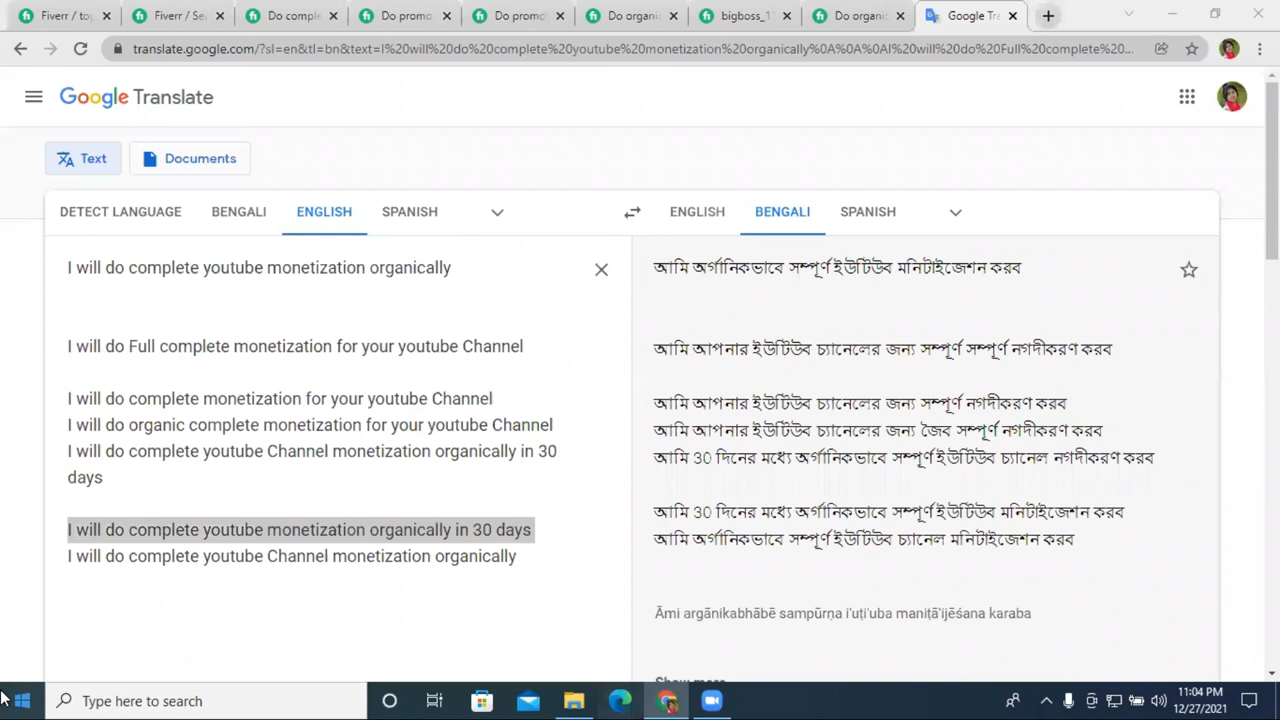 Fiverr / top
Fiverr / Sea
Do comple
Do promo
Do promo
Do organic
bigboss_1
Do organic
Google Tra
translate.google.com/?sl=en&tl=bn&text=I%20will%20do%20complete%20youtube%20monetization%20organically%0A%0A%0AI%20will%20do%20Full%20complete%20...
Google Translate
Text
Documents
DETECT LANGUAGE BENGALI ENGLISH SPANISH
ENGLISH BENGALI SPANISH
I will do complete youtube monetization organically
I will do Full complete monetization for your youtube Channel
I will do complete monetization for your youtube Channel
I will do organic complete monetization for your youtube Channel
I will do complete youtube Channel monetization organically in 30
days
I will do complete youtube monetization organically in 30 days
I will do complete youtube Channel monetization organically
আমি অর্গানিকভাবে সম্পূর্ণ ইউটিউব মনিটাইজেশন করব
আমি আপনার ইউটিউব চ্যানেলের জন্য সম্পূর্ণ সম্পূর্ণ নগদীকরণ করব
আমি আপনার ইউটিউব চ্যানেলের জন্য সম্পূর্ণ নগদীকরণ করব
আমি আপনার ইউটিউব চ্যানেলের জন্য জৈব সম্পূর্ণ নগদীকরণ করব
আমি 30 দিনের মধ্যে অর্গানিকভাবে সম্পূর্ণ ইউটিউব চ্যানেল নগদীকরণ করব
আমি 30 দিনের মধ্যে অর্গানিকভাবে সম্পূর্ণ ইউটিউব মনিটাইজেশন করব
আমি অর্গানিকভাবে সম্পূর্ণ ইউটিউব চ্যানেল মনিটাইজেশন করব
Āmi argānikabhābē sampūrṇa i'uṭi'uba maniṭā'ijēśana karaba
Show more
Type here to search
11:04 PM
12/27/2021